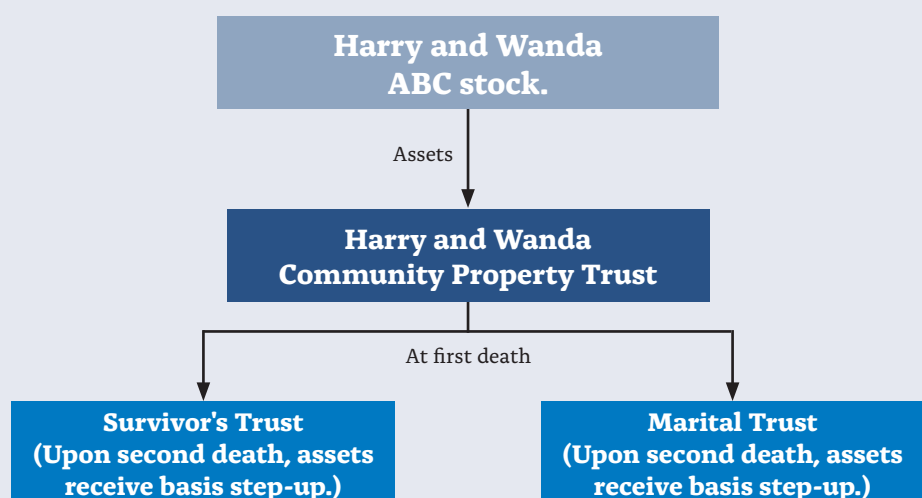 Harry and Wanda
ABC stock.
Assets
Harry and Wanda
Community Property Trust
At first death
Survivor's Trust
(Upon second death, assets
receive basis step-up.)
Marital Trust
(Upon second death, assets
receive basis step-up.)